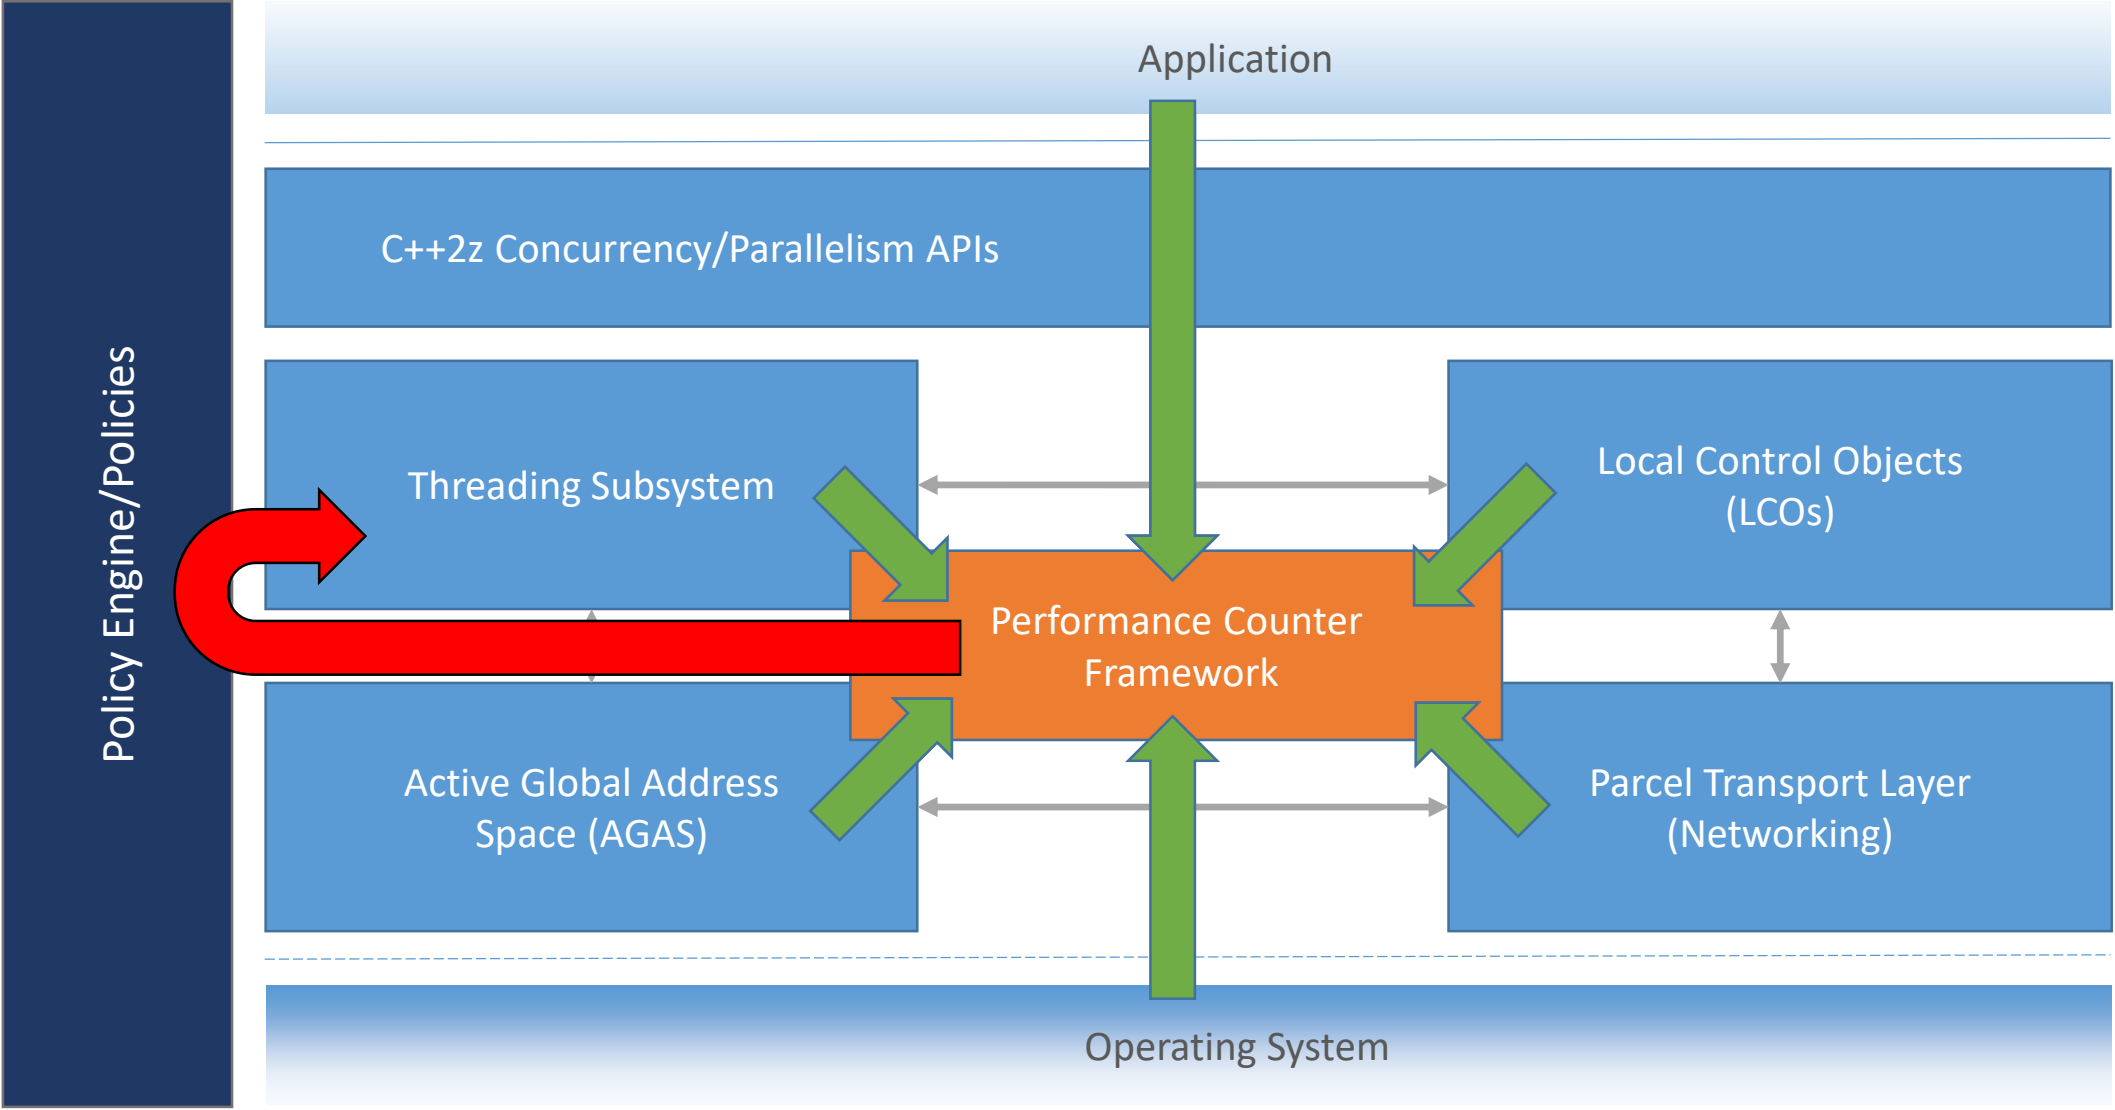 Application
C++2z Concurrency/Parallelism APIs
Policy Engine/Policies
Threading Subsystem
Local Control Objects
(LCOs)
Performance Counter
Framework
Active Global Address
Space (AGAS)
Parcel Transport Layer
(Networking)
Operating System